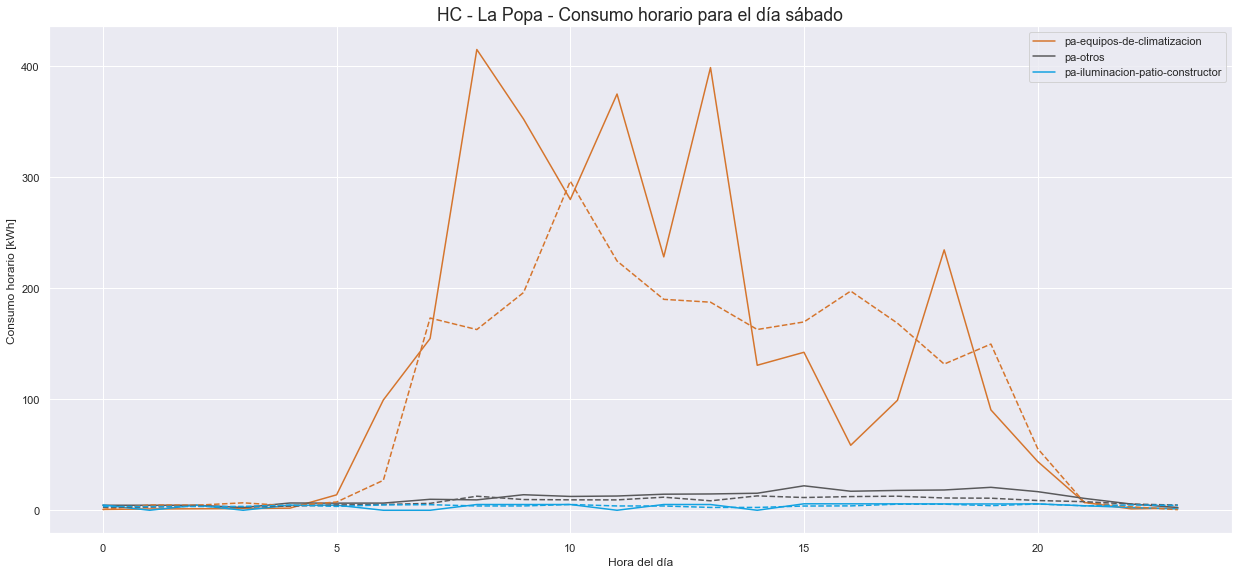 HC - La Popa - Consumo horario para el día sábado
pa-equipos-de-climatizacion
pa-otros
pa-iluminacion-patio-constructor
Consumo horario [kWh]
400
300
200
100
0
0 5 10 15 20
Hora del día